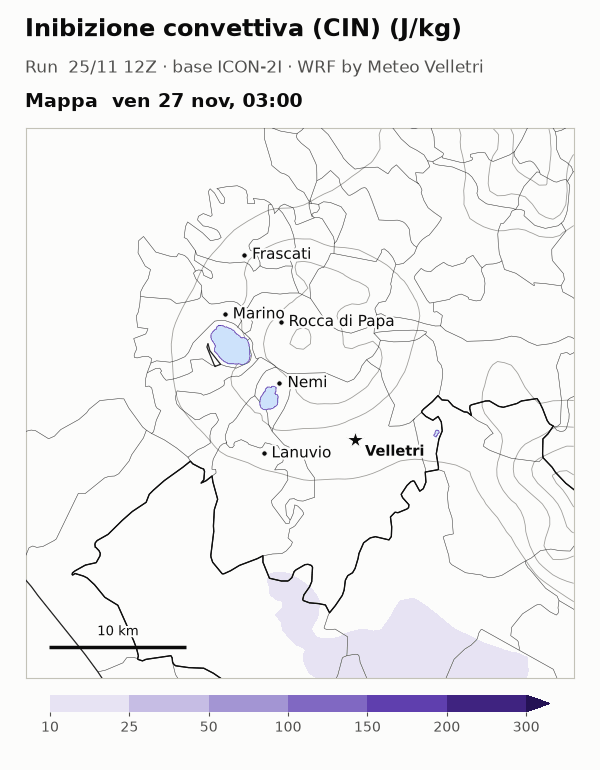 Inibizione convettiva (CIN) (J/kg)
Run  25/11 12Z · base ICON-2I · WRF by Meteo Velletri
Mappa  ven 27 nov, 03:00
Frascati
Marino
Rocca di Papa
Nemi
Lanuvio
Velletri
10 km
10 25 50 100 150 200 300